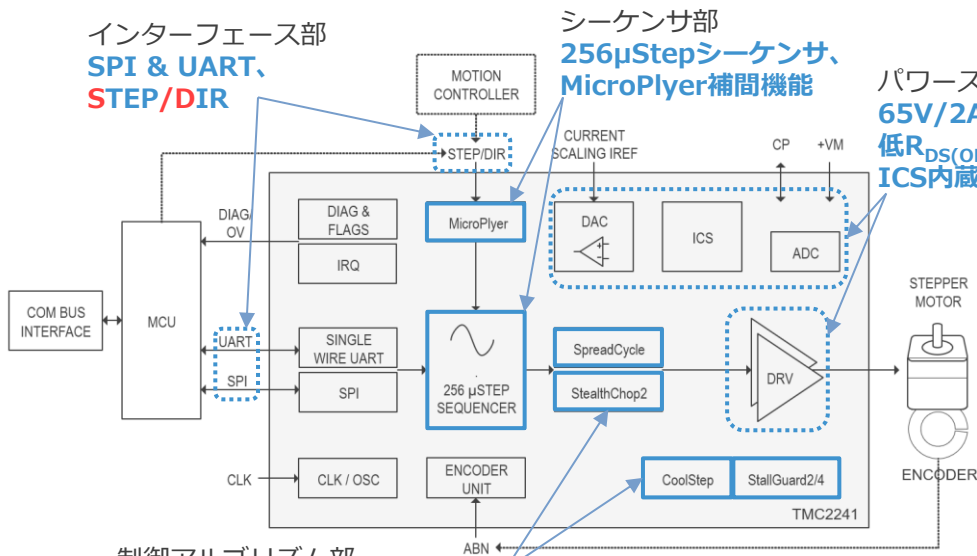 インターフェース部
SPI & UART、
STEP/DIR
シーケンサ部
256µStepシーケンサ、
MicroPlyer補間機能
パワース
65V/2A
低RDS(O
ICS内蔵
MOTION
CONTROLLER
STEP/DIR
CURRENT
SCALING IREF
CP
+VM
DIAG/
OV
DIAG &
FLAGS
IRQ
MicroPlyer
DAC
ICS
ADC
COM BUS
INTERFACE
MCU
UART
SPI
SINGLE
WIRE UART
SPI
256 µSTEP
SEQUENCER
SpreadCycle
StealthChop2
DRV
STEPPER
MOTOR
ENCODER
CLK
CLK / OSC
ENCODER
UNIT
CoolStep
StallGuard2/4
TMC2241
ABN